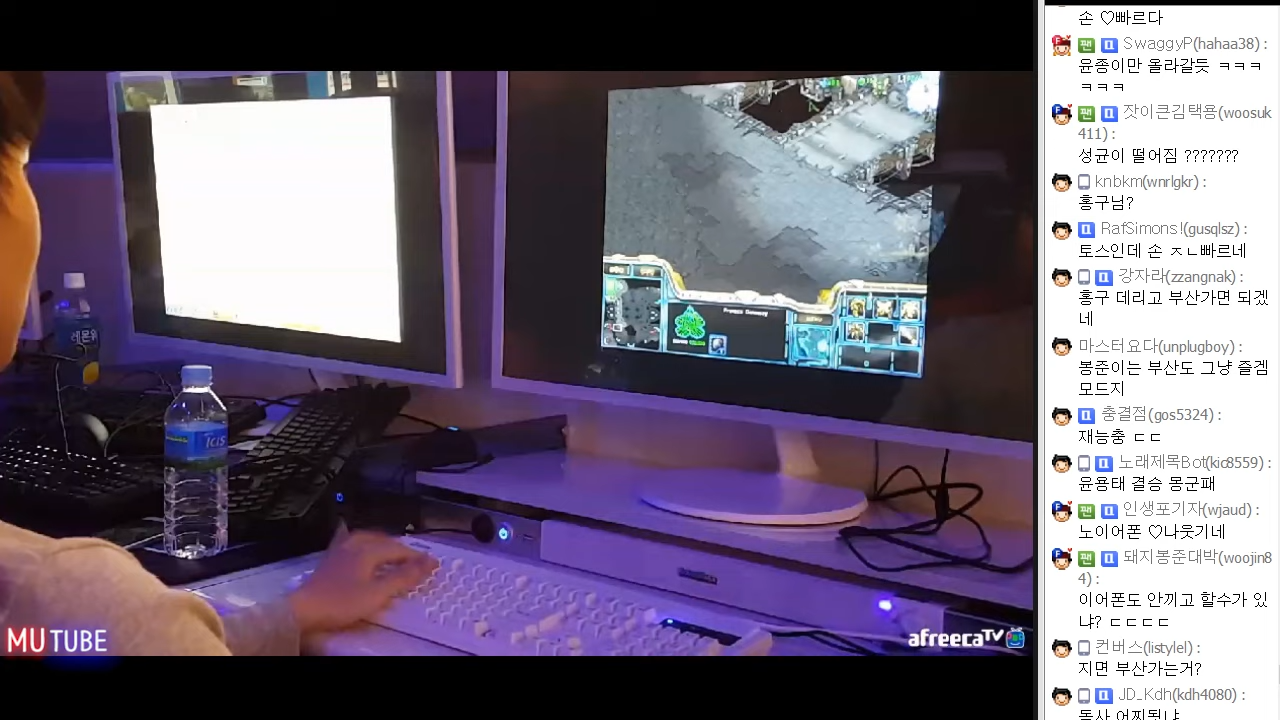 손 ♡빠르다
SwaggyP(hahaa38) :
윤종이만 올라갈듯 ㅋㅋㅋ
ㅋㅋㅋ
잣이큰김택용(woosuk
411) :
성균이 떨어짐 ???????
knbkm(wnrlgkr) :
홍구님?
RafSimons!(gusqlsz) :
토스인데 손 ㅈㄴ빠르네
강자라(zzangnak) :
홍구 데리고 부산가면 되겠
네
마스터요다(unplugboy) :
봉준이는 부산도 그냥 즐겜
모드지
충결점(gos5324) :
재능충 ㄷㄷ
노래제목Bot(kic8559) :
윤용태 결승 몽군패
인생포기자(wjaud) :
노이어폰 ♡나웃기네
돼지봉준대박(woojin8
4) :
이어폰도 안끼고 할수가 있
냐? ㄷㄷㄷㄷ
컨버스(listylel) :
지면 부산가는거?
JD_Kdh(kdh4080) :
Protoss Gateway
MENU
레몬워
icis
MUTUBE
afreecaTV